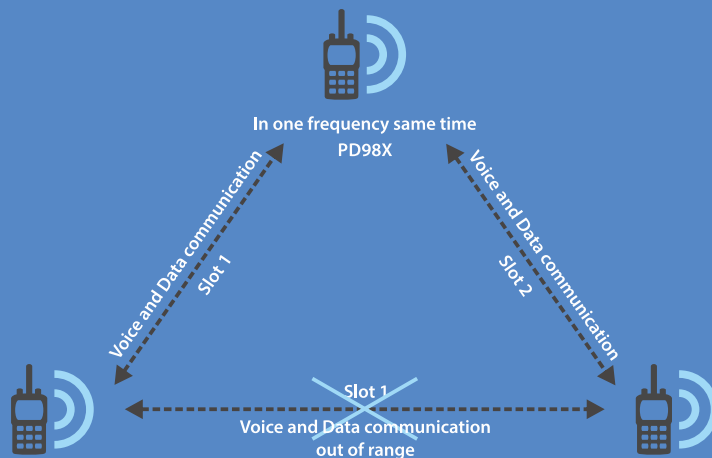 In one frequency same time
PD98X
Voice and Data communication
Slot 1
Voice and Data communication
Slot 2
Slot 1
Voice and Data communication
out of range